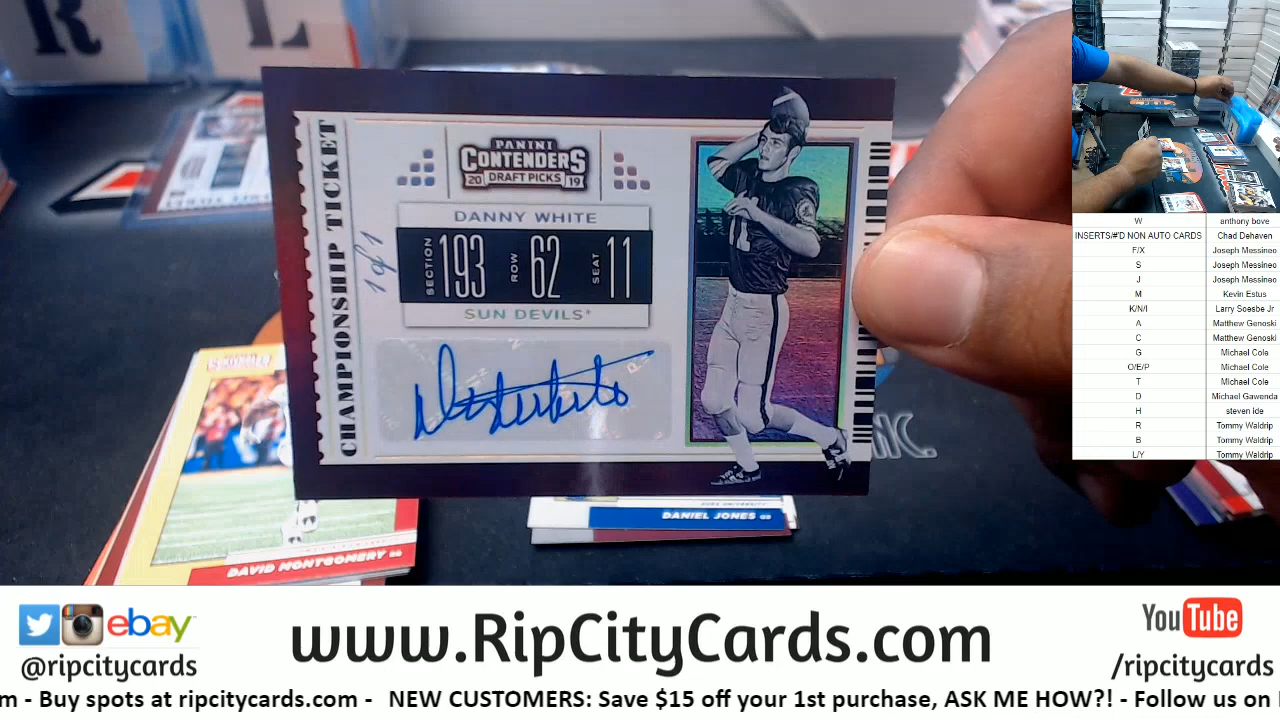 R L
PANINI
CONTENDERS
DRAFT PICKS
20 19
CHAMPIONSHIP TICKET
1 of 1
DANNY WHITE
SECTION 193 ROW 62 SEAT 11
SUN DEVILS*
11
DAVID MONTGOMERY
DANIEL JONES
NC.
W anthony bove
INSERTS/#'D NON AUTO CARDS Chad Dehaven
F/X Joseph Messineo
S Joseph Messineo
J Joseph Messineo
M Kevin Estus
K/N/I Larry Soesbe Jr
A Matthew Genoski
C Matthew Genoski
G Michael Cole
O/E/P Michael Cole
T Michael Cole
D Michael Gawenda
H steven ide
R Tommy Waldrip
B Tommy Waldrip
L/Y Tommy Waldrip
ebay
@ripcitycards
www.RipCityCards.com
YouTube
/ripcitycards
m - Buy spots at ripcitycards.com - NEW CUSTOMERS: Save $15 off your 1st purchase, ASK ME HOW?! - Follow us on